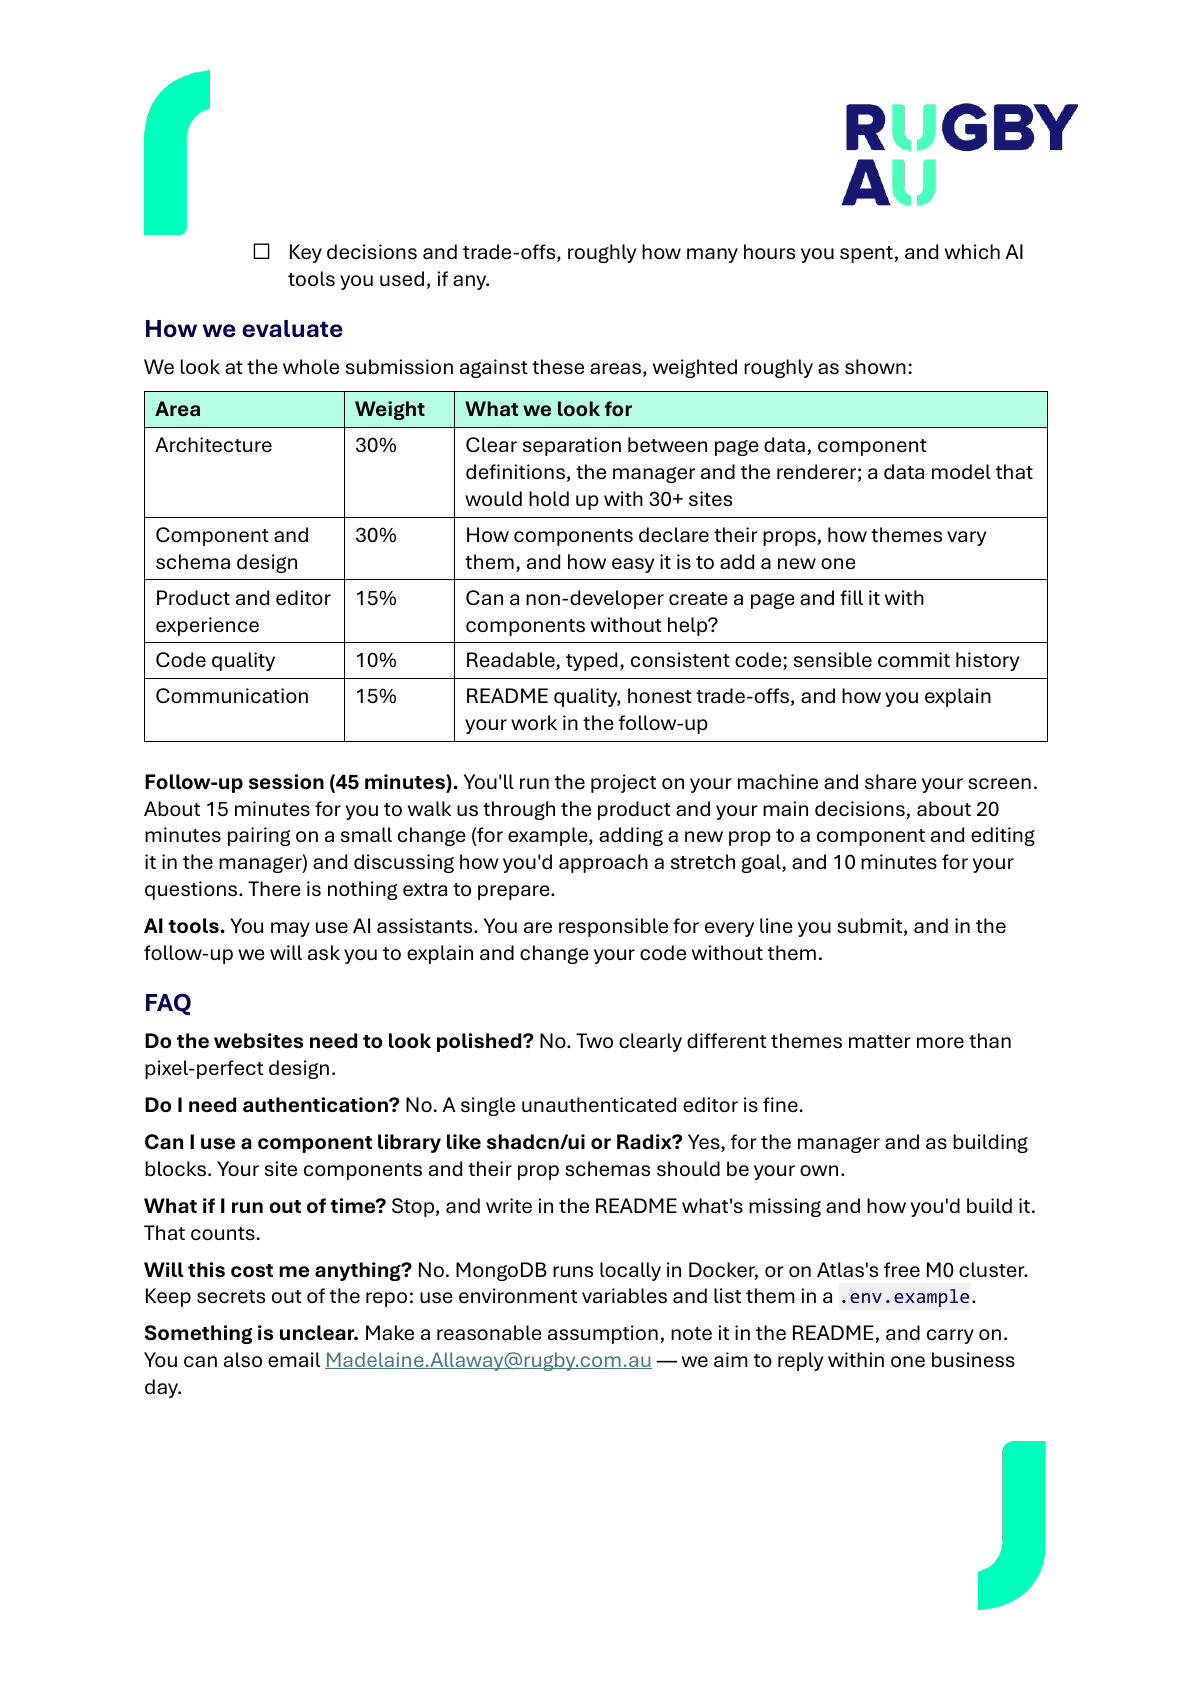 RUGBY
AU
☐ Key decisions and trade-offs, roughly how many hours you spent, and which AI
tools you used, if any.
How we evaluate
We look at the whole submission against these areas, weighted roughly as shown:
Area Weight What we look for
Architecture 30% Clear separation between page data, component
definitions, the manager and the renderer; a data model that
would hold up with 30+ sites
Component and 30% How components declare their props, how themes vary
schema design them, and how easy it is to add a new one
Product and editor 15% Can a non-developer create a page and fill it with
experience components without help?
Code quality 10% Readable, typed, consistent code; sensible commit history
Communication 15% README quality, honest trade-offs, and how you explain
your work in the follow-up
Follow-up session (45 minutes). You'll run the project on your machine and share your screen.
About 15 minutes for you to walk us through the product and your main decisions, about 20
minutes pairing on a small change (for example, adding a new prop to a component and editing
it in the manager) and discussing how you'd approach a stretch goal, and 10 minutes for your
questions. There is nothing extra to prepare.
AI tools. You may use AI assistants. You are responsible for every line you submit, and in the
follow-up we will ask you to explain and change your code without them.
FAQ
Do the websites need to look polished? No. Two clearly different themes matter more than
pixel-perfect design.
Do I need authentication? No. A single unauthenticated editor is fine.
Can I use a component library like shadcn/ui or Radix? Yes, for the manager and as building
blocks. Your site components and their prop schemas should be your own.
What if I run out of time? Stop, and write in the README what's missing and how you'd build it.
That counts.
Will this cost me anything? No. MongoDB runs locally in Docker, or on Atlas's free M0 cluster.
Keep secrets out of the repo: use environment variables and list them in a .env.example.
Something is unclear. Make a reasonable assumption, note it in the README, and carry on.
You can also email Madelaine.Allaway@rugby.com.au — we aim to reply within one business
day.